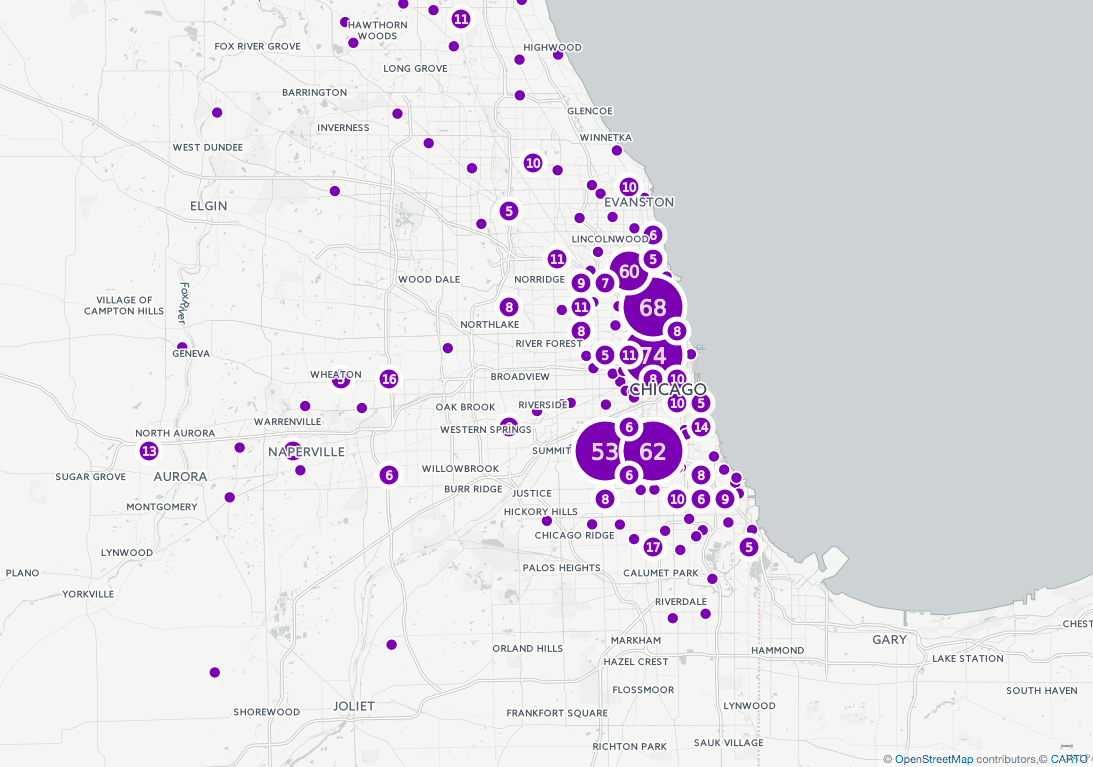 11
HAWTHORN
WOODS
FOX RIVER GROVE
HIGHWOOD
LONG GROVE
BARRINGTON
GLENCOE
INVERNESS
WINNETKA
WEST DUNDEE
10
10
ELGIN
EVANSTON
5
6
LINCOLNWOOD
11
5
60
WOOD DALE
NORRIDGE
9
7
VILLAGE OF
CAMPTON HILLS
Fox River
8
11
68
NORTHLAKE
8
8
RIVER FOREST
GENEVA
5
11
74
WHEATON
5
16
BROADVIEW
8
10
CHICAGO
OAK BROOK
RIVERSIDE
10
5
WARRENVILLE
WESTERN SPRINGS
6
14
NORTH AURORA
13
NAPERVILLE
SUMMIT
53
62
SUGAR GROVE
AURORA
6
WILLOWBROOK
6
8
BURR RIDGE
JUSTICE
8
10
6
9
MONTGOMERY
HICKORY HILLS
CHICAGO RIDGE
17
5
LYNWOOD
PLANO
PALOS HEIGHTS
CALUMET PARK
YORKVILLE
RIVERDALE
CHEST
GARY
MARKHAM
ORLAND HILLS
HAMMOND
HAZEL CREST
LAKE STATION
FLOSSMOOR
SOUTH HAVEN
SHOREWOOD
JOLIET
FRANKFORT SQUARE
LYNWOOD
RICHTON PARK
SAUK VILLAGE
© OpenStreetMap contributors,© CARTO